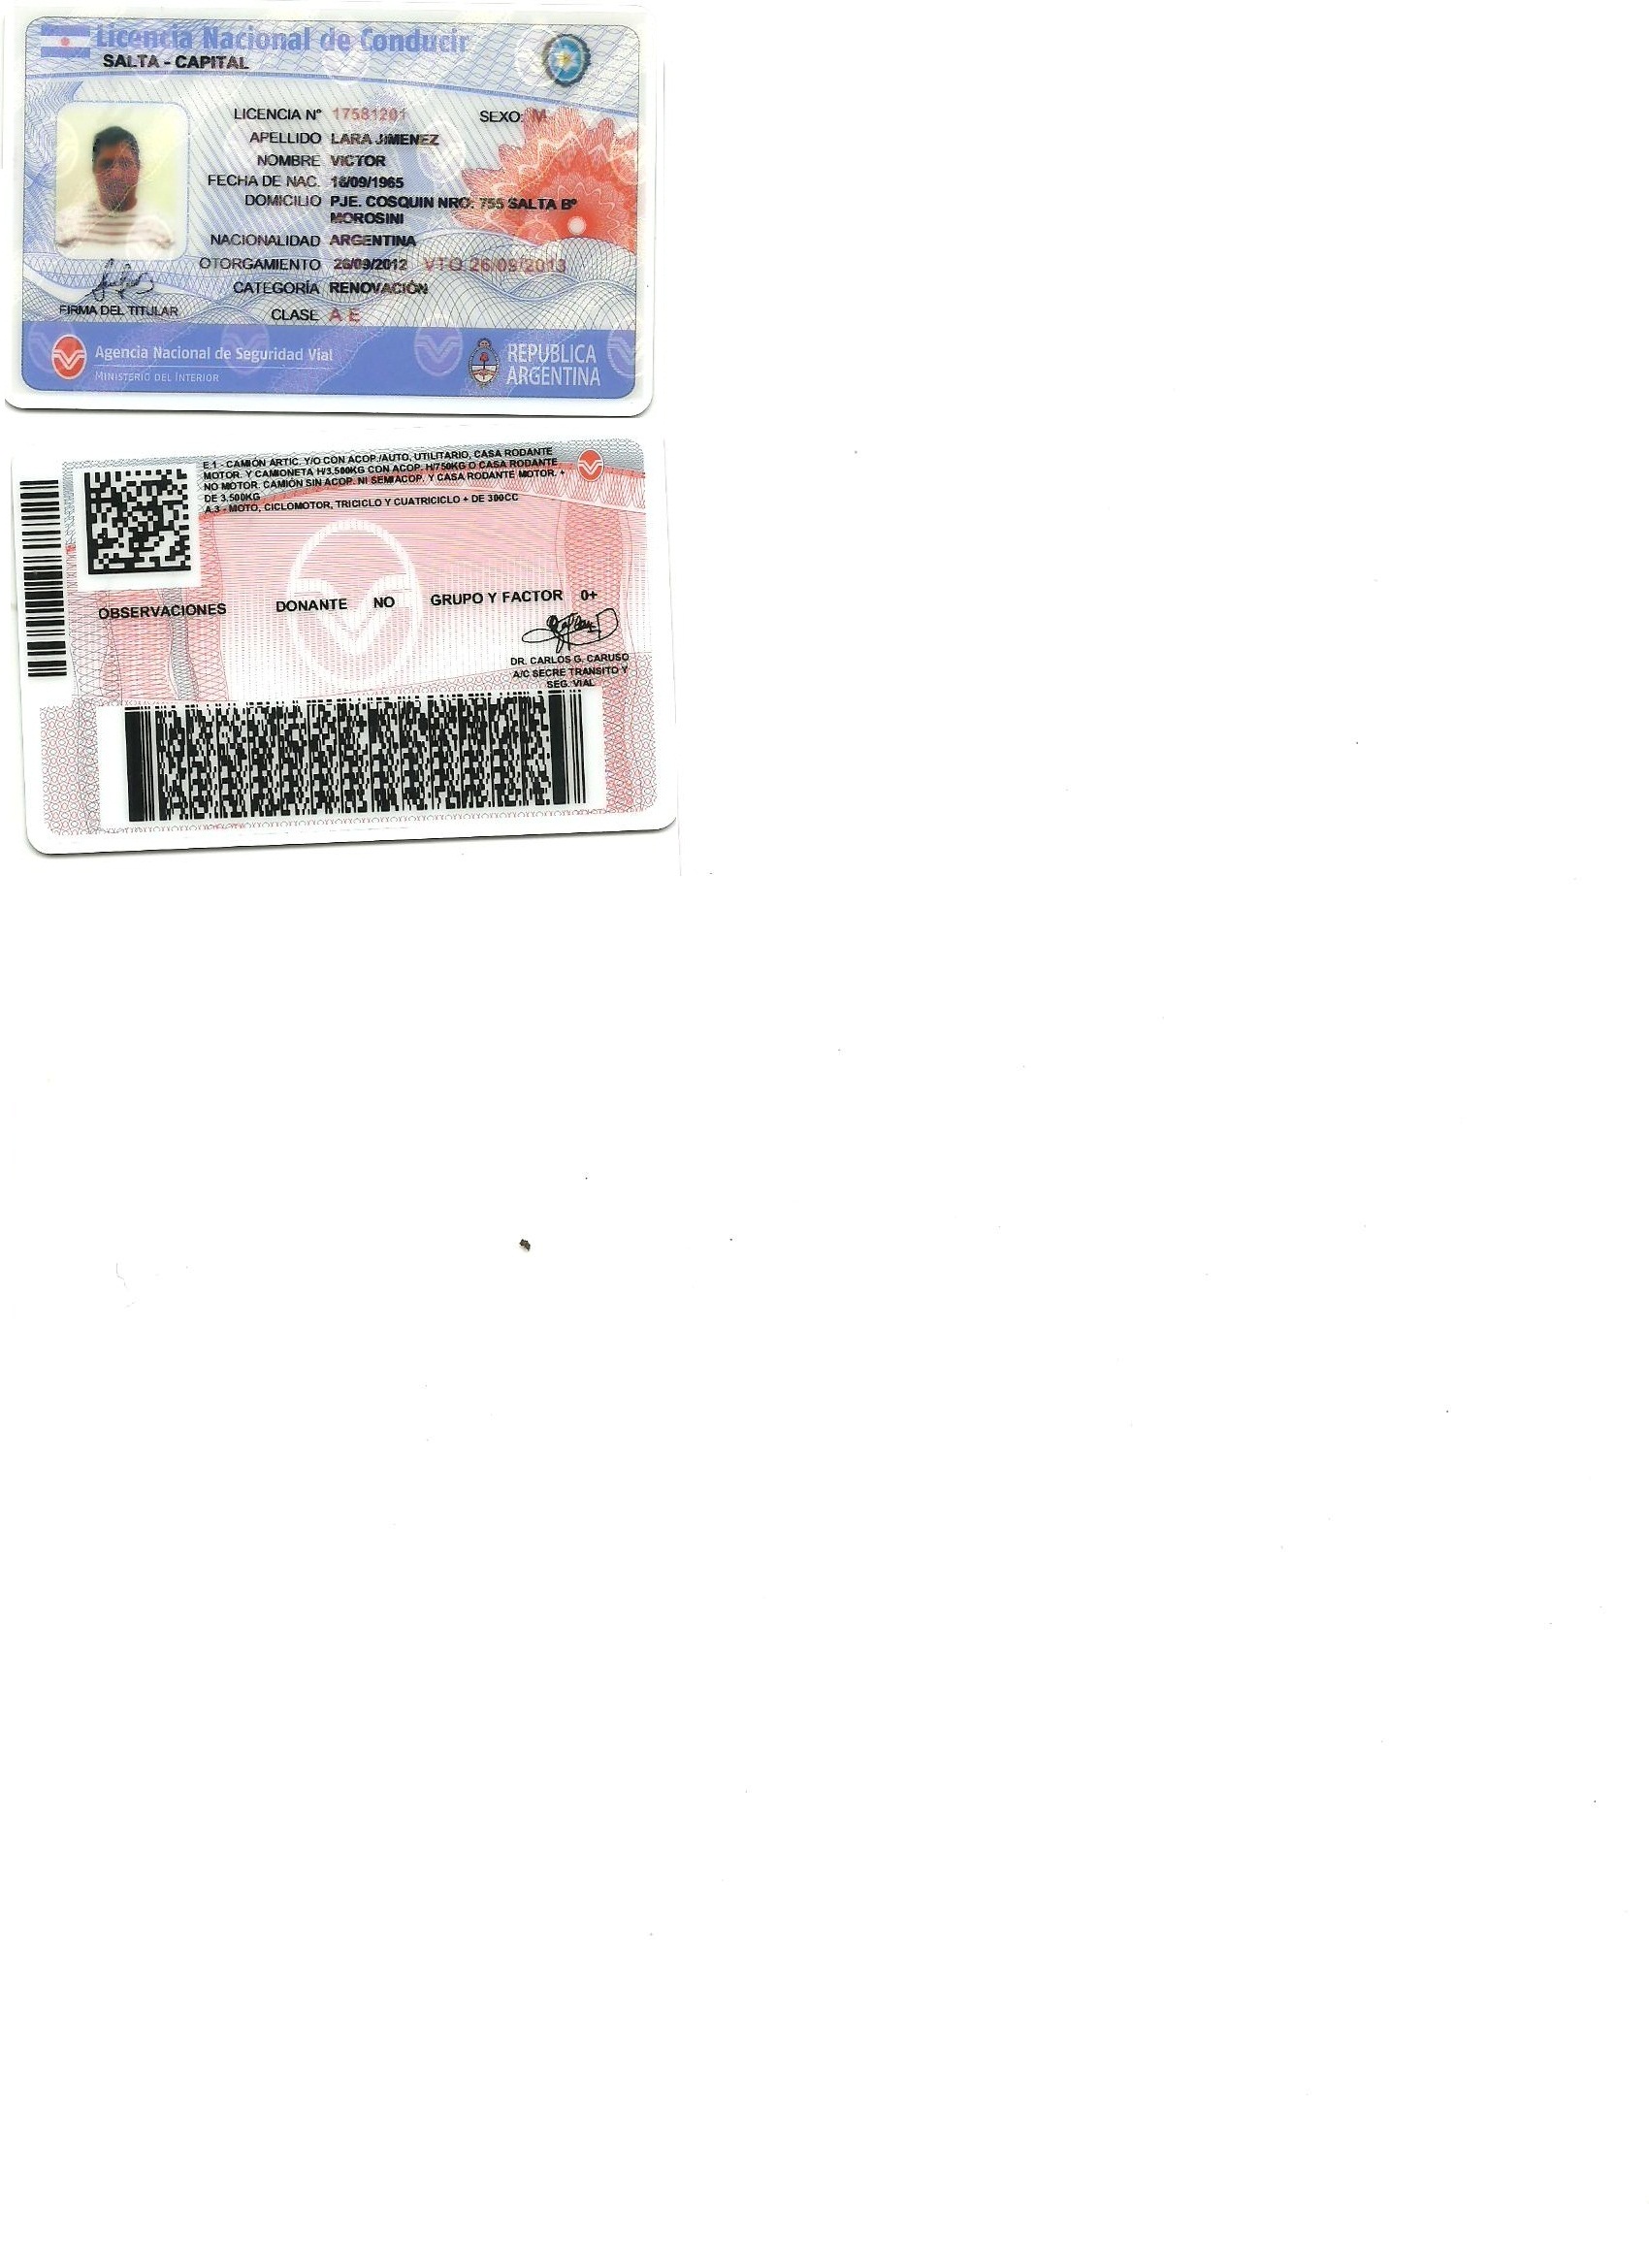 Licencia Nacional de Conducir
SALTA - CAPITAL
LICENCIA Nº 17581201 SEXO: M
APELLIDO LARA JIMENEZ
NOMBRE VICTOR
FECHA DE NAC. 18/09/1965
DOMICILIO PJE. COSQUIN NRO: 755 SALTA Bº
MOROSINI
NACIONALIDAD ARGENTINA
OTORGAMIENTO 26/09/2012 VTO 26/09/2013
CATEGORÍA RENOVACIÓN
FIRMA DEL TITULAR
CLASE A E
Agencia Nacional de Seguridad Vial
MINISTERIO DEL INTERIOR
REPUBLICA
ARGENTINA
E.1 - CAMIÓN ARTIC. Y/O CON ACOP./AUTO, UTILITARIO, CASA RODANTE
MOTOR. Y CAMIONETA H/3.500KG CON ACOP. H/750KG O CASA RODANTE
NO MOTOR. CAMIÓN SIN ACOP. NI SEMIACOP. Y CASA RODANTE MOTOR. +
DE 3.500KG
A.3 - MOTO, CICLOMOTOR, TRICICLO Y CUATRICICLO + DE 300CC
OBSERVACIONES DONANTE NO GRUPO Y FACTOR 0+
DR. CARLOS G. CARUSO
A/C SECRE TRANSITO Y
SEG. VIAL